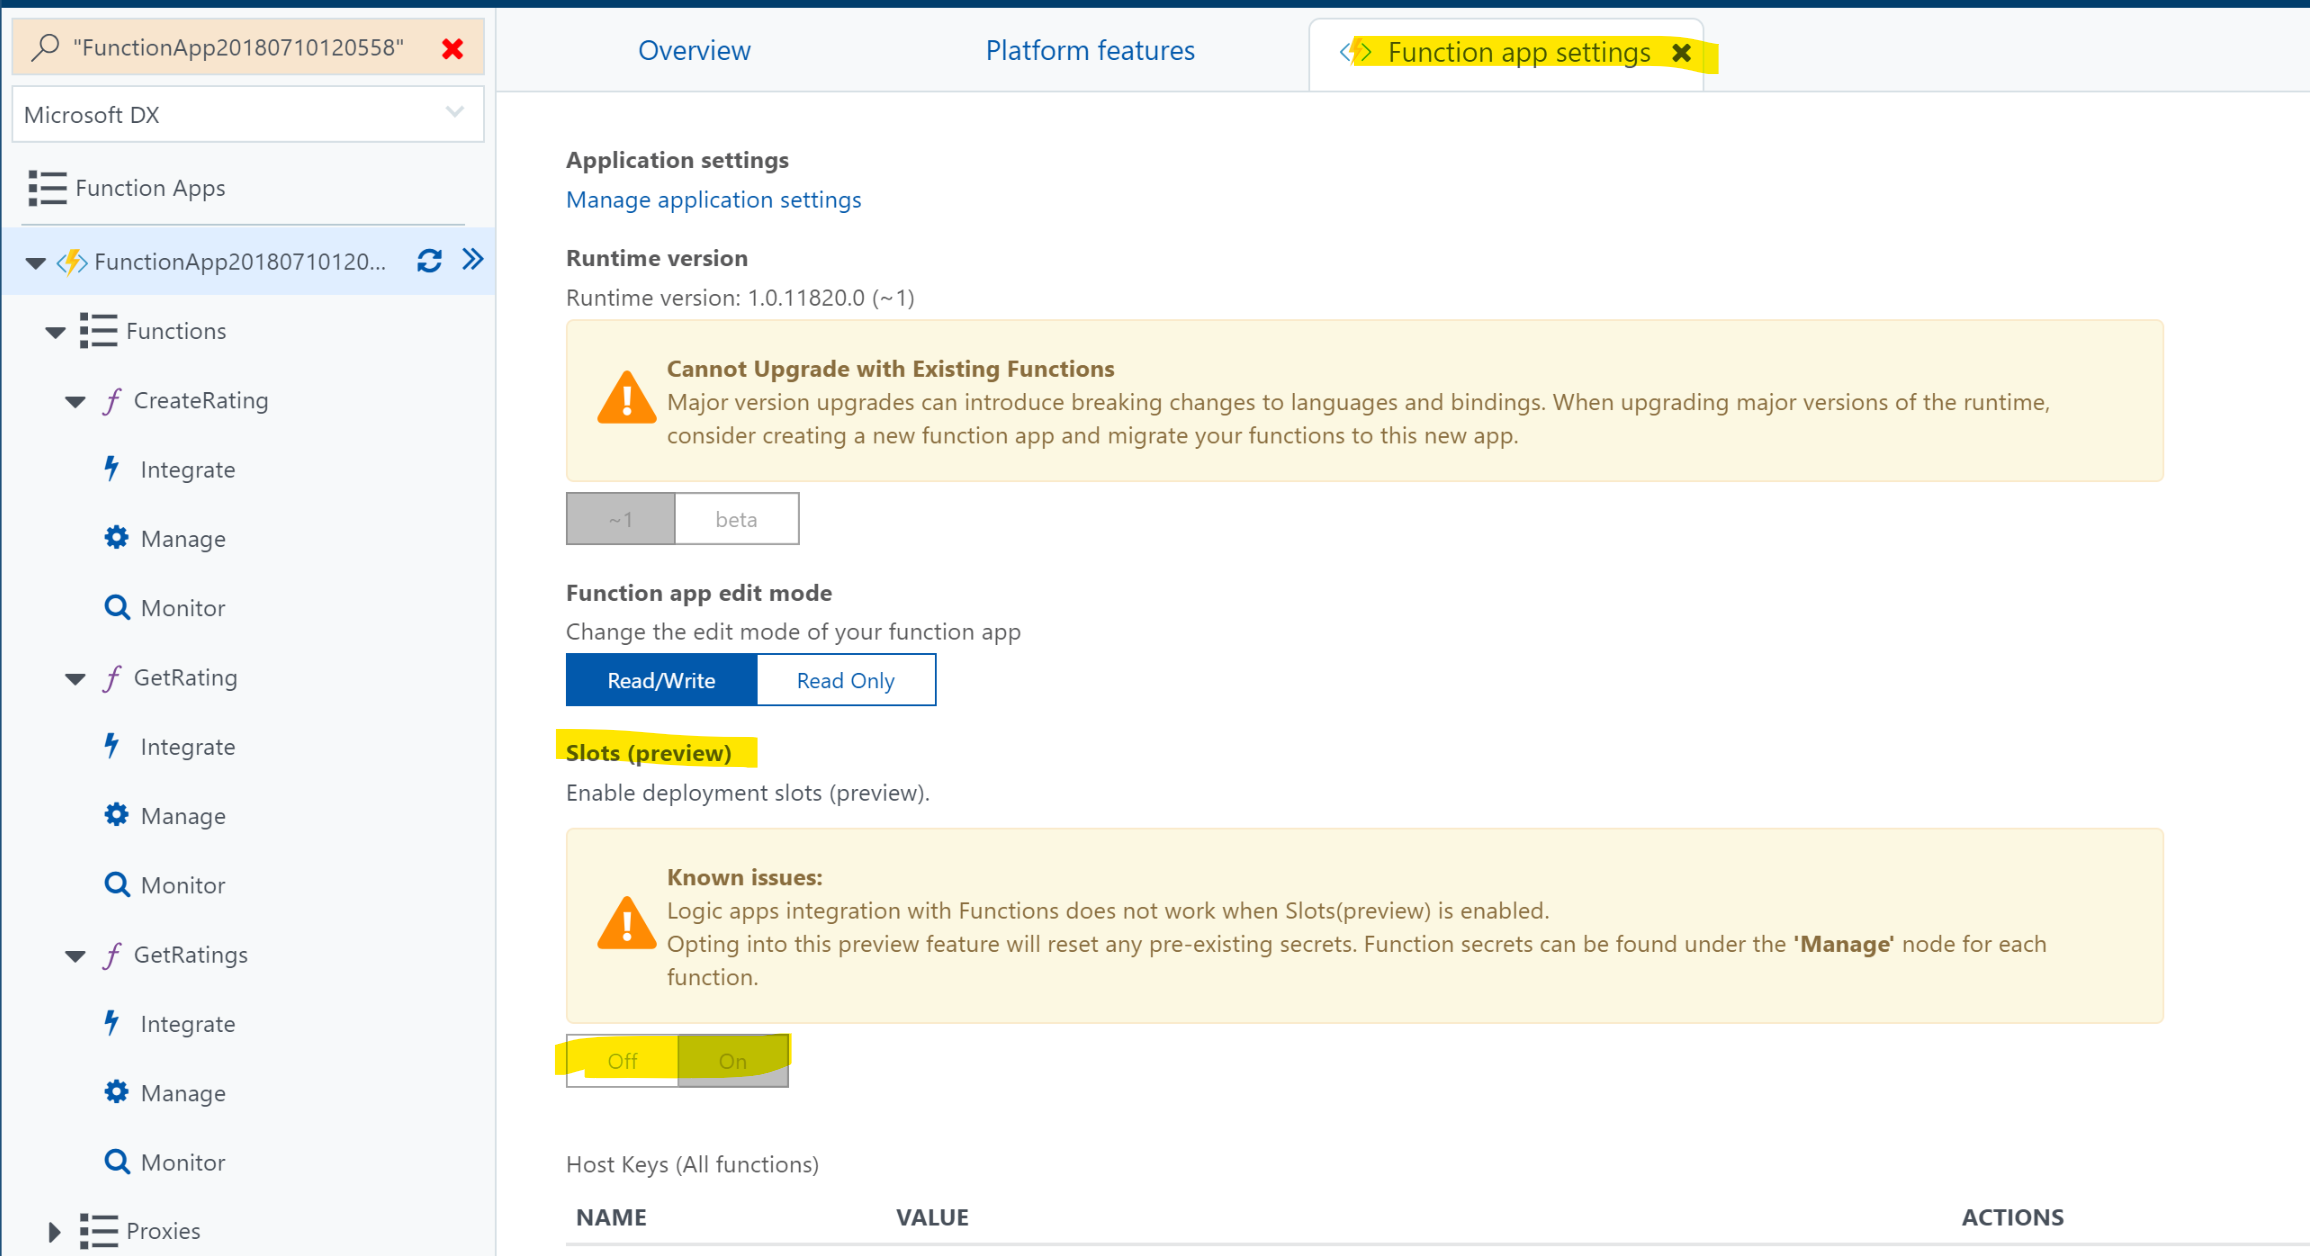 "FunctionApp20180710120558"
Microsoft DX
Function Apps
FunctionApp201807101​20...
Functions
CreateRating
Integrate
Manage
Monitor
GetRating
Integrate
Manage
Monitor
GetRatings
Integrate
Manage
Monitor
Proxies
Overview
Platform features
Function app settings
Application settings
Manage application settings
Runtime version
Runtime version: 1.0.11820.0 (~1)
Cannot Upgrade with Existing Functions
Major version upgrades can introduce breaking changes to languages and bindings. When upgrading major versions of the runtime,
consider creating a new function app and migrate your functions to this new app.
~1
beta
Function app edit mode
Change the edit mode of your function app
Read/Write
Read Only
Slots (preview)
Enable deployment slots (preview).
Known issues:
Logic apps integration with Functions does not work when Slots(preview) is enabled.
Opting into this preview feature will reset any pre-existing secrets. Function secrets can be found under the 'Manage' node for each
function.
Off
On
Host Keys (All functions)
NAME
VALUE
ACTIONS